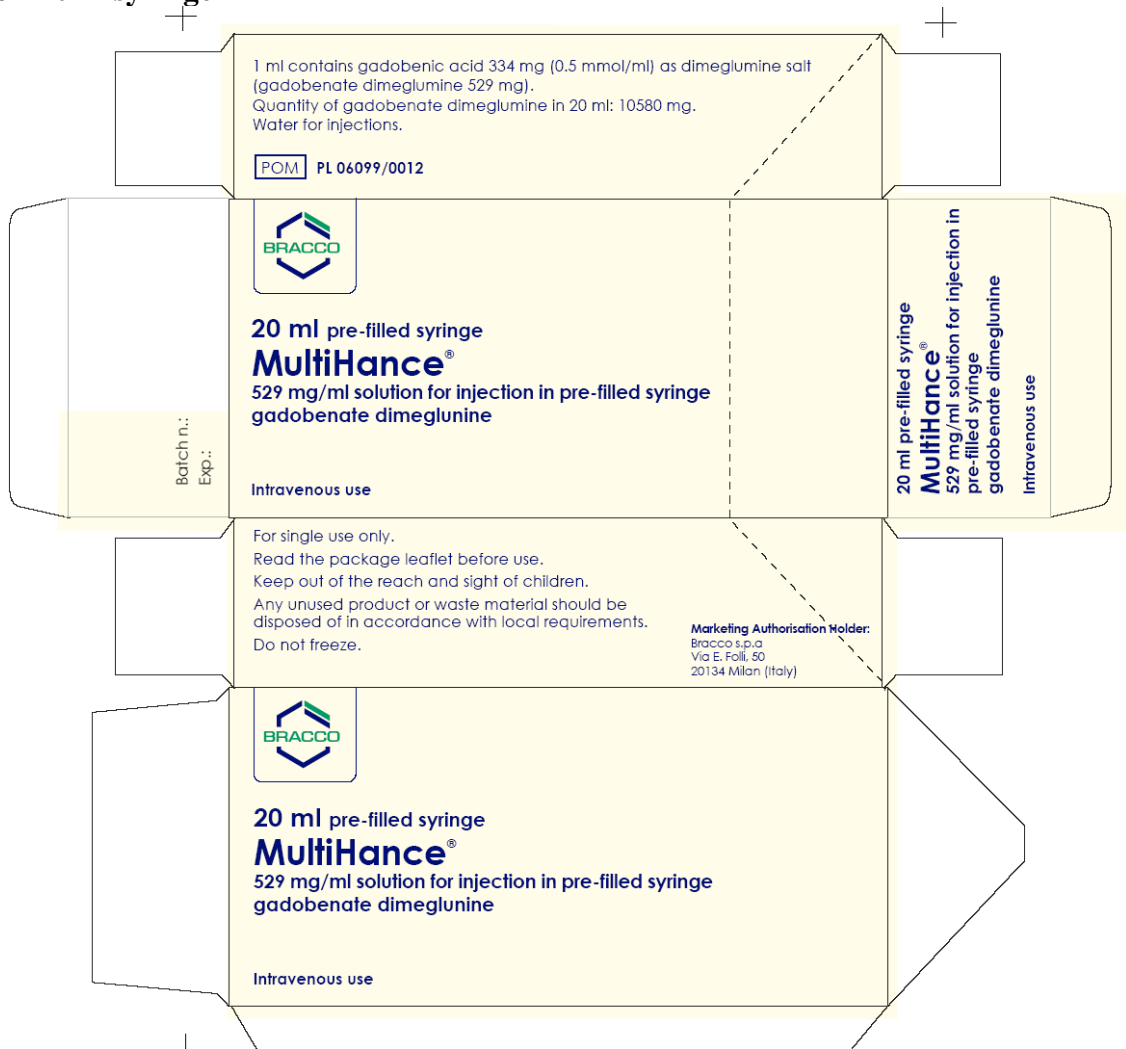 1 ml contains gadobenic acid 334 mg (0.5 mmol/ml) as dimeglumine salt
(gadobenate dimeglumine 529 mg).
Quantity of gadobenate dimeglumine in 20 ml: 10580 mg.
Water for injections.
POM PL 06099/0012
BRACCO
20 ml pre-filled syringe
MultiHance®
529 mg/ml solution for injection in pre-filled syringe
gadobenate dimeglunine
Intravenous use
Batch n.:
Exp.:
20 ml pre-filled syringe
MultiHance®
529 mg/ml solution for injection in
pre-filled syringe
gadobenate dimeglunine
Intravenous use
For single use only.
Read the package leaflet before use.
Keep out of the reach and sight of children.
Any unused product or waste material should be
disposed of in accordance with local requirements.
Do not freeze.
Marketing Authorisation Holder:
Bracco s.p.a
Via E. Folli, 50
20134 Milan (Italy)
BRACCO
20 ml pre-filled syringe
MultiHance®
529 mg/ml solution for injection in pre-filled syringe
gadobenate dimeglunine
Intravenous use